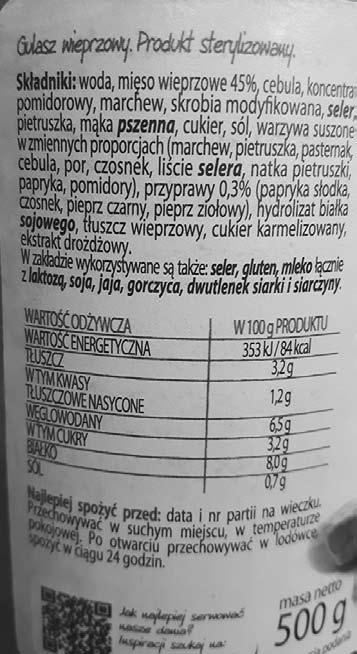 Gulasz wieprzowy. Produkt sterylizowany.
Składniki: woda, mięso wieprzowe 45%, cebula, koncentrat
pomidorowy, marchew, skrobia modyfikowana, seler,
pietruszka, mąka pszenna, cukier, sól, warzywa suszone
w zmiennych proporcjach (marchew, pietruszka, pasternak,
cebula, por, czosnek, liście selera, natka pietruszki,
papryka, pomidory), przyprawy 0,3% (papryka słodka,
czosnek, pieprz czarny, pieprz ziołowy), hydrolizat białka
sojowego, tłuszcz wieprzowy, cukier karmelizowany,
ekstrakt drożdżowy.
W zakładzie wykorzystywane są także: seler, gluten, mleko łącznie
z laktozą, soja, jaja, gorczyca, dwutlenek siarki i siarczyny.
WARTOŚĆ ODŻYWCZA W 100 g PRODUKTU
WARTOŚĆ ENERGETYCZNA 353 kJ / 84 kcal
TŁUSZCZ 3,2 g
W TYM KWASY
TŁUSZCZOWE NASYCONE 1,2 g
WĘGLOWODANY 6,5 g
W TYM CUKRY 3,2 g
BIAŁKO 8,0 g
SÓL 0,7 g
Najlepiej spożyć przed: data i nr partii na wieczku.
Przechowywać w suchym miejscu, w temperaturze
pokojowej. Po otwarciu przechowywać w lodówce,
spożyć w ciągu 24 godzin.
Jak najlepiej serwować
nasze dania?
Inspiracji szukaj na:
masa netto
500 g
podania